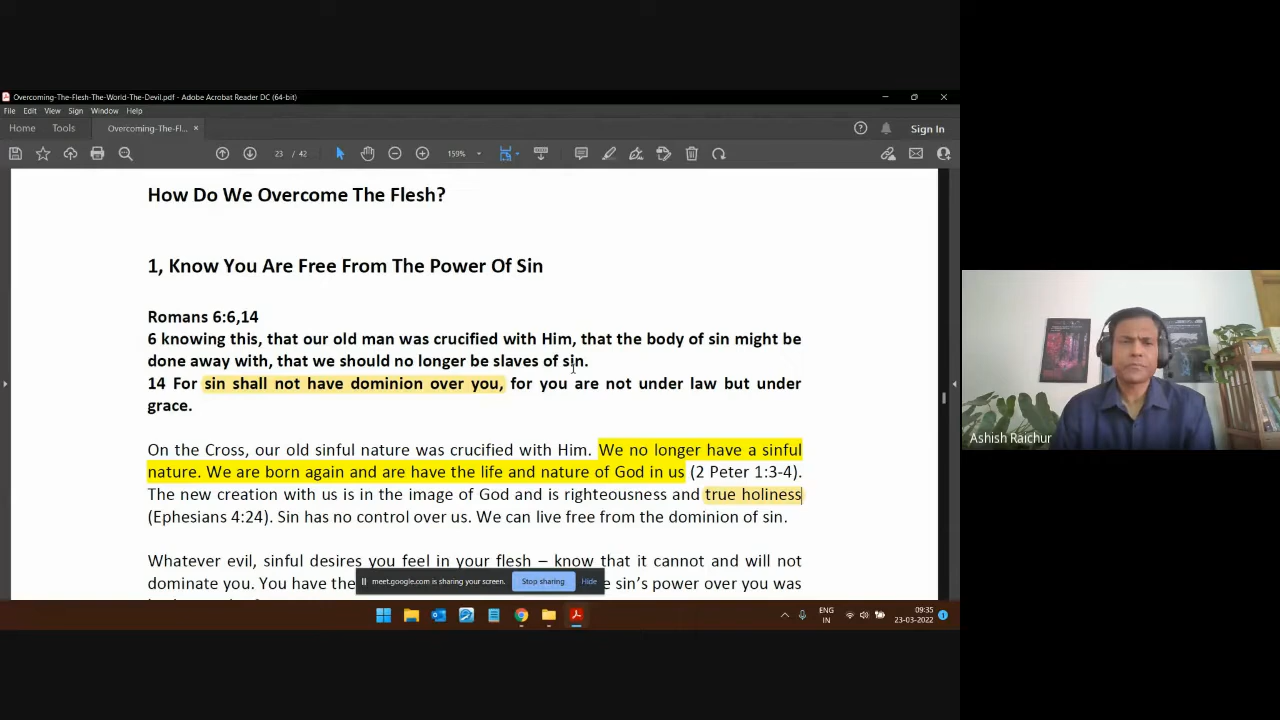 Overcoming-The-Flesh-The-World-The-Devil.pdf - Adobe Acrobat Reader DC (64-bit)
File Edit View Sign Window Help
Home Tools Overcoming-The-Fl... × Sign In
23 / 42 159%
How Do We Overcome The Flesh?
1, Know You Are Free From The Power Of Sin
Romans 6:6,14
6 knowing this, that our old man was crucified with Him, that the body of sin might be
done away with, that we should no longer be slaves of sin.
14 For sin shall not have dominion over you, for you are not under law but under
grace.
On the Cross, our old sinful nature was crucified with Him. We no longer have a sinful
nature. We are born again and are have the life and nature of God in us (2 Peter 1:3-4).
The new creation with us is in the image of God and is righteousness and true holiness
(Ephesians 4:24). Sin has no control over us. We can live free from the dominion of sin.
Whatever evil, sinful desires you feel in your flesh – know that it cannot and will not
dominate you. You have the
sin's power over you was
meet.google.com is sharing your screen. Stop sharing Hide
Ashish Raichur
ENG
IN
09:35
23-03-2022